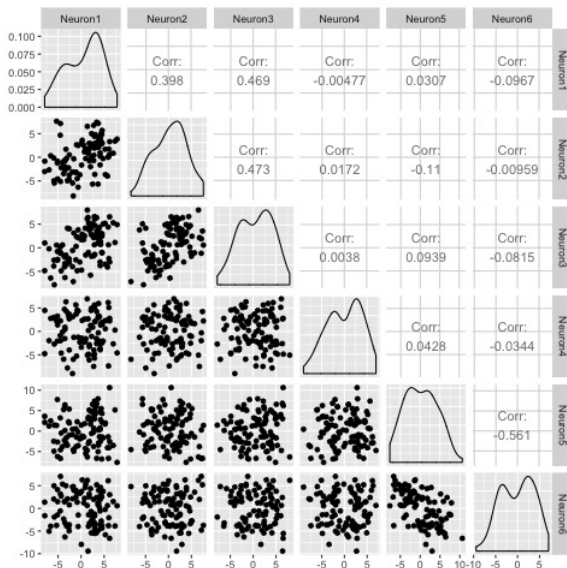 Neuron1 Neuron2 Neuron3 Neuron4 Neuron5 Neuron6
0.100
0.075
0.050
0.025
0.000
Corr:
0.398
Corr:
0.469
Corr:
-0.00477
Corr:
0.0307
Corr:
-0.0967
Neuron1
5
0
-5
Corr:
0.473
Corr:
0.0172
Corr:
-0.11
Corr:
-0.00959
Neuron2
5
0
-5
Corr:
0.0038
Corr:
0.0939
Corr:
-0.0815
Neuron3
5
0
-5
Corr:
0.0428
Corr:
-0.0344
Neuron4
10
5
0
-5
Corr:
-0.561
Neuron5
5
0
-5
-10
Neuron6
-5 0 5 -5 0 5 -5 0 5 -5 0 5 -5 0 5 10 -10 -5 0 5